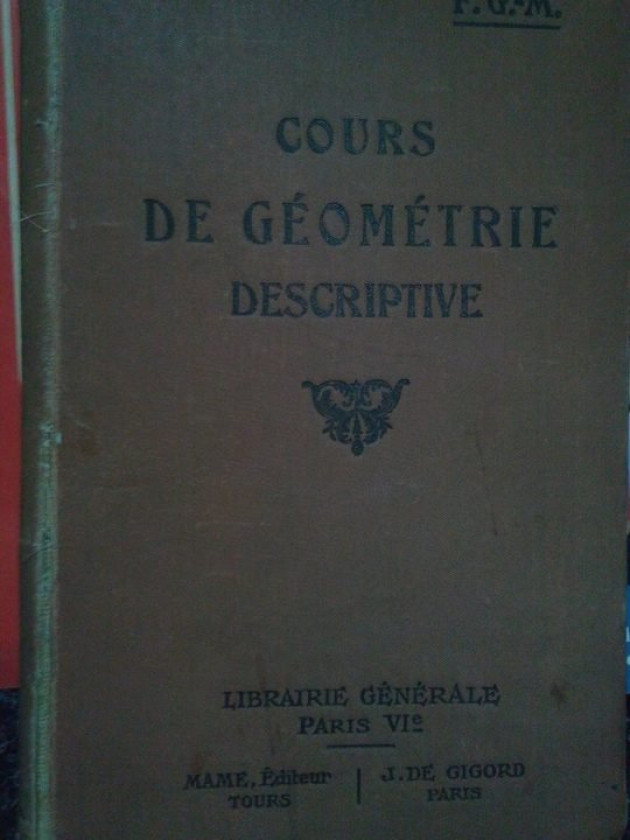 F. G.-M.
COURS
DE GÉOMÉTRIE
DESCRIPTIVE
LIBRAIRIE GÉNÉRALE
PARIS VIe
MAME, Éditeur
TOURS
J. DE GIGORD
PARIS